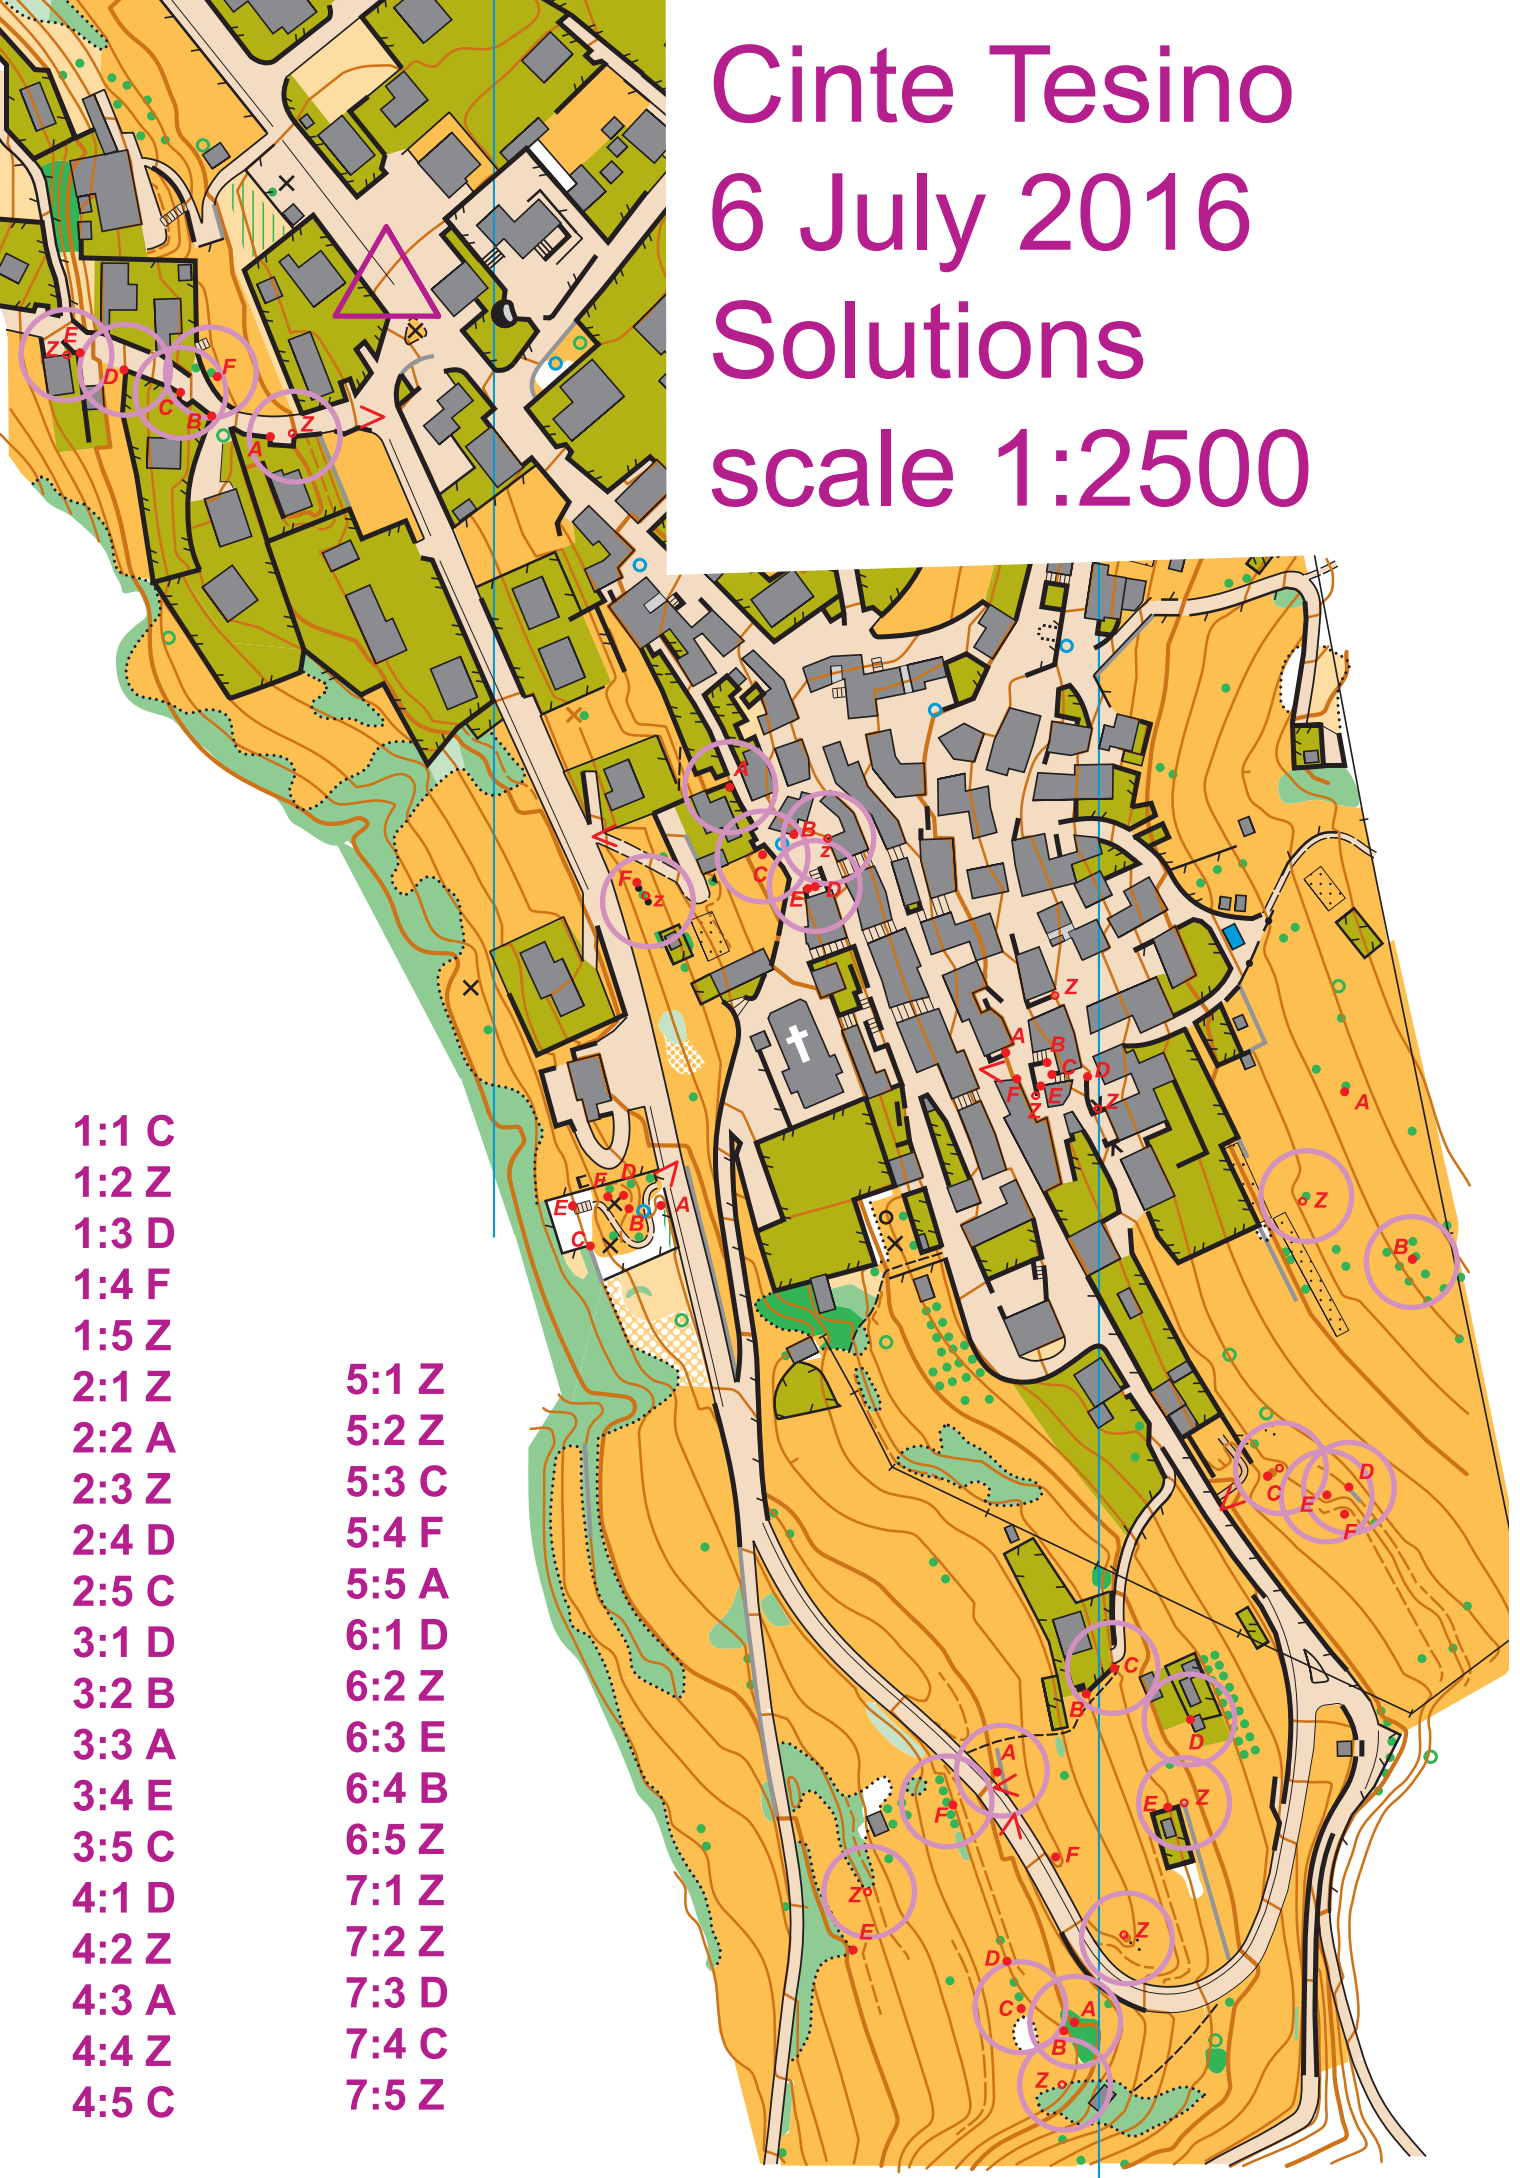 Cinte Tesino
6 July 2016
Solutions
scale 1:2500
E
Z
D
F
C
B
Z
A
A
B
z
C
D
E
F
z
Z
A
B
C
D
F
E
Z
Z
A
Z
B
F
D
E
A
B
C
D
C
E
F
C
B
D
A
Z
E
F
F
Z
E
Z
D
C
A
B
Z
1:1 C
1:2 Z
1:3 D
1:4 F
1:5 Z
2:1 Z
2:2 A
2:3 Z
2:4 D
2:5 C
3:1 D
3:2 B
3:3 A
3:4 E
3:5 C
4:1 D
4:2 Z
4:3 A
4:4 Z
4:5 C
5:1 Z
5:2 Z
5:3 C
5:4 F
5:5 A
6:1 D
6:2 Z
6:3 E
6:4 B
6:5 Z
7:1 Z
7:2 Z
7:3 D
7:4 C
7:5 Z